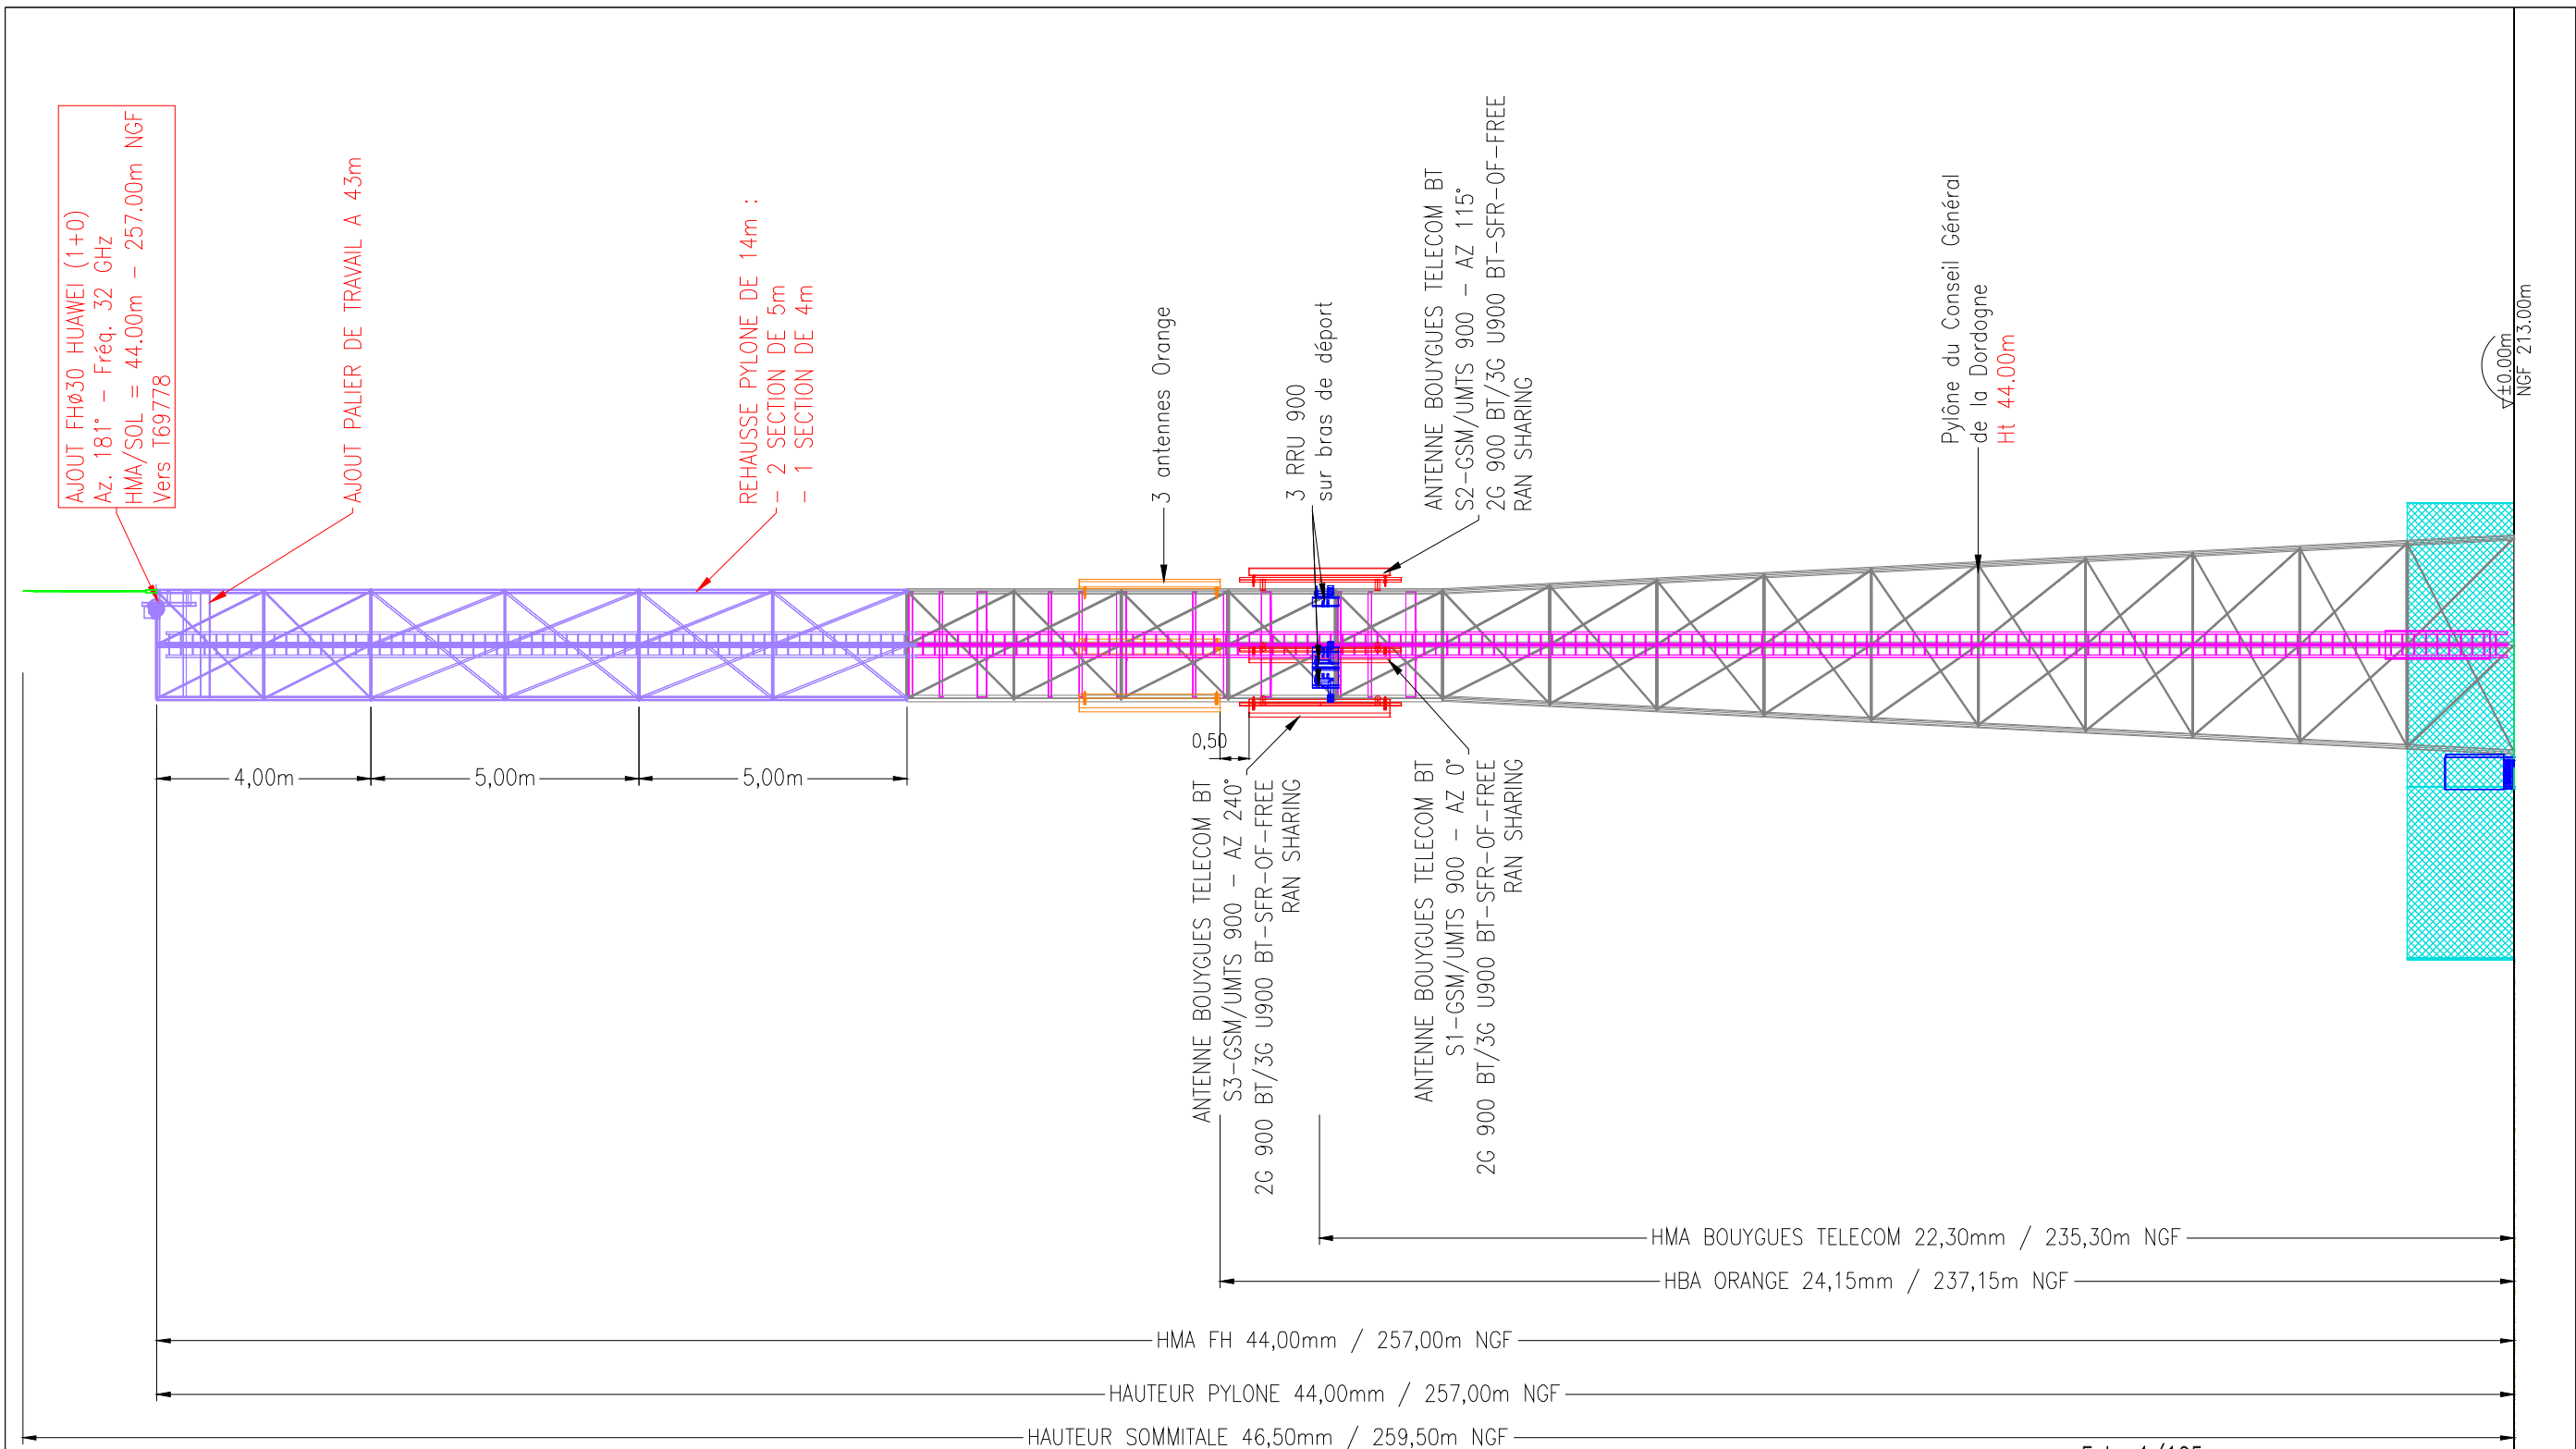 AJOUT FHø30 HUAWEI (1+0)
Az. 181° - Fréq. 32 GHz
HMA/SOL = 44.00m - 257.00m NGF
Vers T69778
AJOUT PALIER DE TRAVAIL A 43m
REHAUSSE PYLONE DE 14m :
- 2 SECTION DE 5m
- 1 SECTION DE 4m
3 antennes Orange
3 RRU 900
sur bras de déport
ANTENNE BOUYGUES TELECOM BT
S2-GSM/UMTS 900 - AZ 115°
2G 900 BT/3G U900 BT-SFR-OF-FREE
RAN SHARING
Pylône du Conseil Général
de la Dordogne
Ht 44.00m
±0.00m
NGF 213.00m
4,00m
5,00m
5,00m
0,50
ANTENNE BOUYGUES TELECOM BT
S3-GSM/UMTS 900 - AZ 240°
2G 900 BT/3G U900 BT-SFR-OF-FREE
RAN SHARING
ANTENNE BOUYGUES TELECOM BT
S1-GSM/UMTS 900 - AZ 0°
2G 900 BT/3G U900 BT-SFR-OF-FREE
RAN SHARING
HMA BOUYGUES TELECOM 22,30mm / 235,30m NGF
HBA ORANGE 24,15mm / 237,15m NGF
HMA FH 44,00mm / 257,00m NGF
HAUTEUR PYLONE 44,00mm / 257,00m NGF
HAUTEUR SOMMITALE 46,50mm / 259,50m NGF